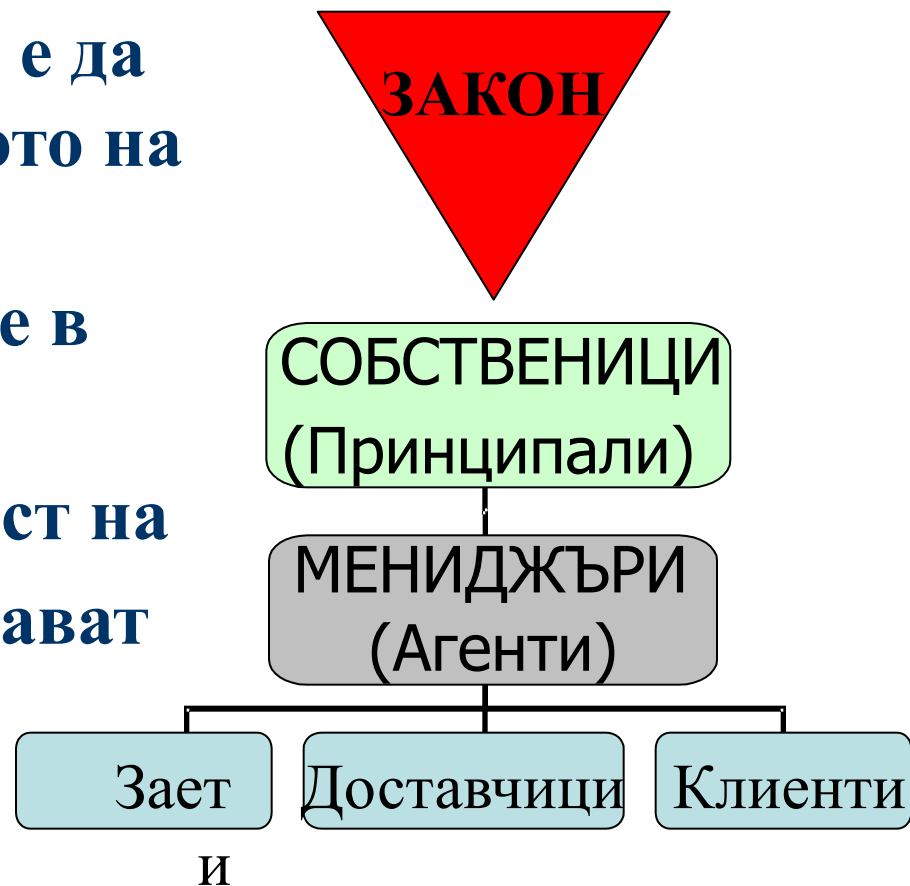 е да
ото на
е в
ст на
ават
ЗАКОН
СОБСТВЕНИЦИ
(Принципали)
МЕНИДЖЪРИ
(Агенти)
Зает
и
Доставчици
Клиенти